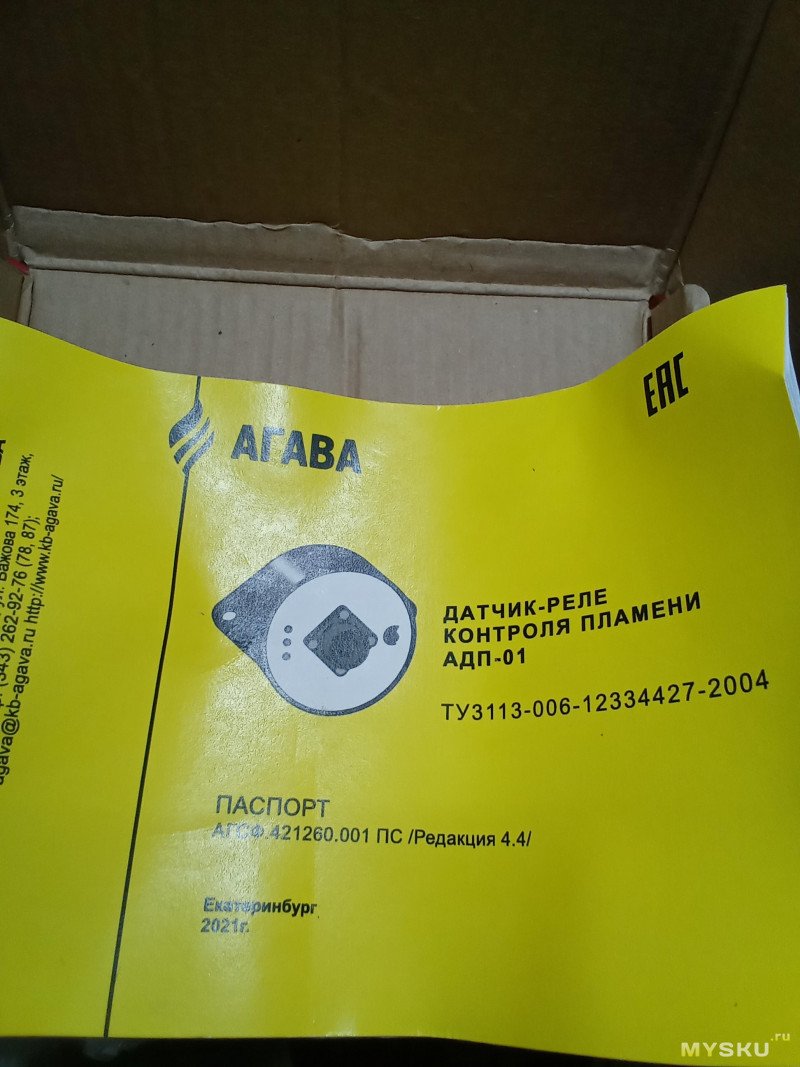 EAC
АГАВА
ДАТЧИК-РЕЛЕ
КОНТРОЛЯ ПЛАМЕНИ
АДП-01
ТУ3113-006-12334427-2004
ПАСПОРТ
АГСФ.421260.001 ПС /Редакция 4.4/
Екатеринбург
2021г.
Бажова 174, 3 этаж,
(343) 262-92-76 (78, 87);
agava@kb-agava.ru http://www.kb-agava.ru/
MYSKU.ru